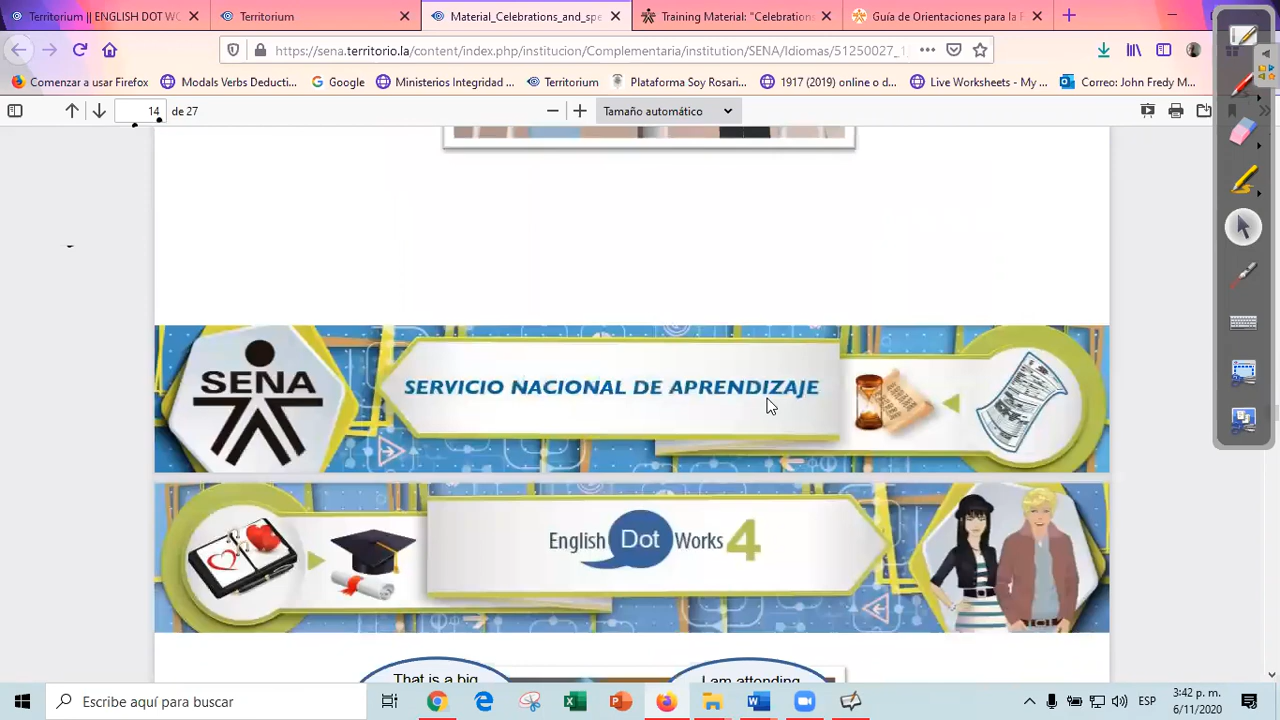 Territorium || ENGLISH DOT WO
Territorium
Material_Celebrations_and_spe
Training Material: "Celebrations
Guía de Orientaciones para la F
https://sena.territorio.la/content/index.php/institucion/Complementaria/institution/SENA/Idiomas/51250027_1
Comenzar a usar Firefox
Modals Verbs Deducti...
Google
Ministerios Integridad ...
Territorium
Plataforma Soy Rosari...
1917 (2019) online o d...
Live Worksheets - My ...
Correo: John Fredy M...
14 de 27
Tamaño automático
SENA
SERVICIO NACIONAL DE APRENDIZAJE
English Dot Works 4
That is a big
I am attending
Escribe aquí para buscar
ESP
3:42 p. m.
6/11/2020